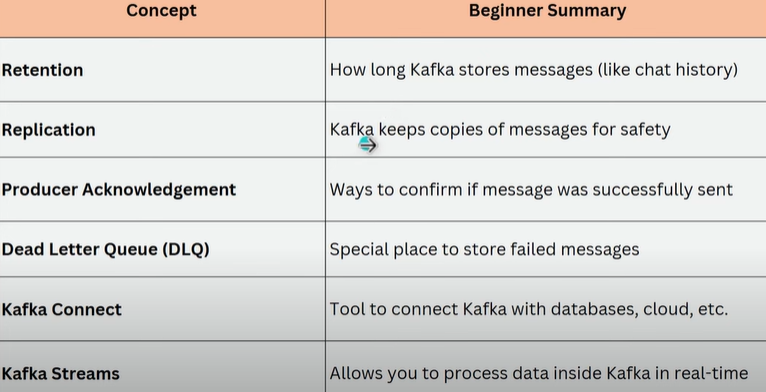 Concept Beginner Summary
Retention How long Kafka stores messages (like chat history)
Replication Kafka keeps copies of messages for safety
Producer Acknowledgement Ways to confirm if message was successfully sent
Dead Letter Queue (DLQ) Special place to store failed messages
Kafka Connect Tool to connect Kafka with databases, cloud, etc.
Kafka Streams Allows you to process data inside Kafka in real-time